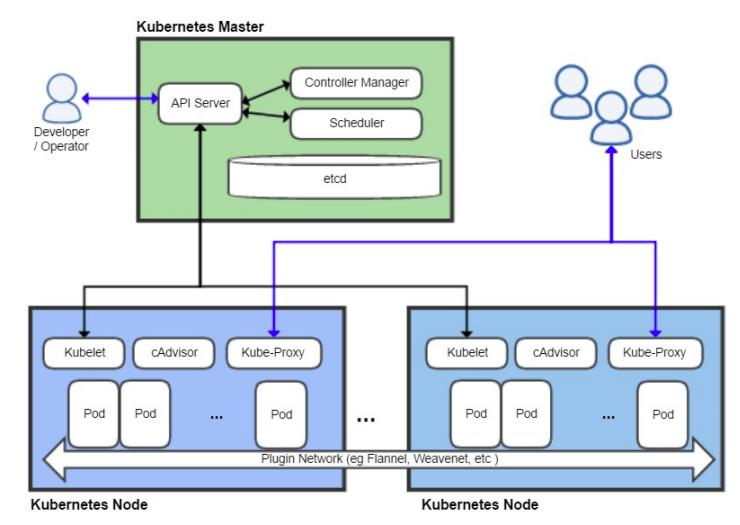 Kubernetes Master
API Server
Controller Manager
Scheduler
etcd
Developer
/ Operator
Users
Kubelet
cAdvisor
Kube-Proxy
Pod
Pod
...
Pod
...
Kubelet
cAdvisor
Kube-Proxy
Pod
Pod
...
Pod
Plugin Network (eg Flannel, Weavenet, etc )
Kubernetes Node
Kubernetes Node